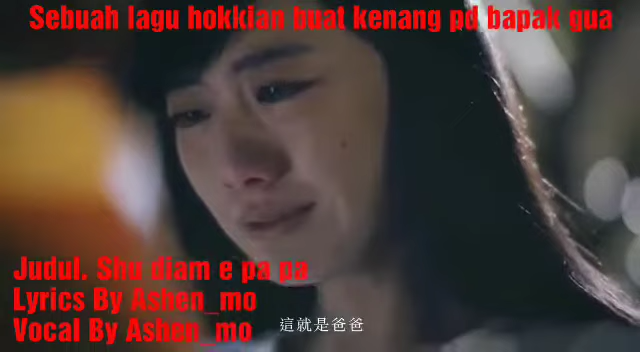 Sebuah lagu hokkian buat kenang pd bapak gua
Judul. Shu diam e pa pa
Lyrics By Ashen_mo
Vocal By Ashen_mo
這就是爸爸